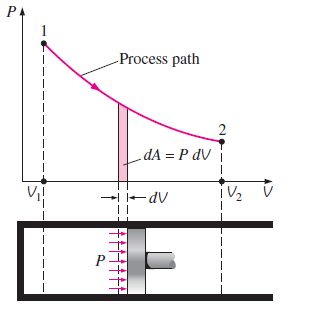 P
1
Process path
2
dA = P dV
V₁
dV
V₂
V
P